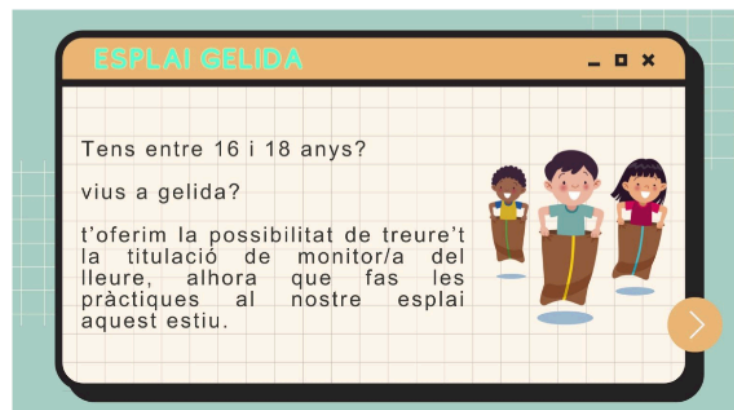 ESPLAI GELIDA
Tens entre 16 i 18 anys?
vius a gelida?
t'oferim la possibilitat de treure't
la titulació de monitor/a del
lleure, alhora que fas les
pràctiques al nostre esplai
aquest estiu.